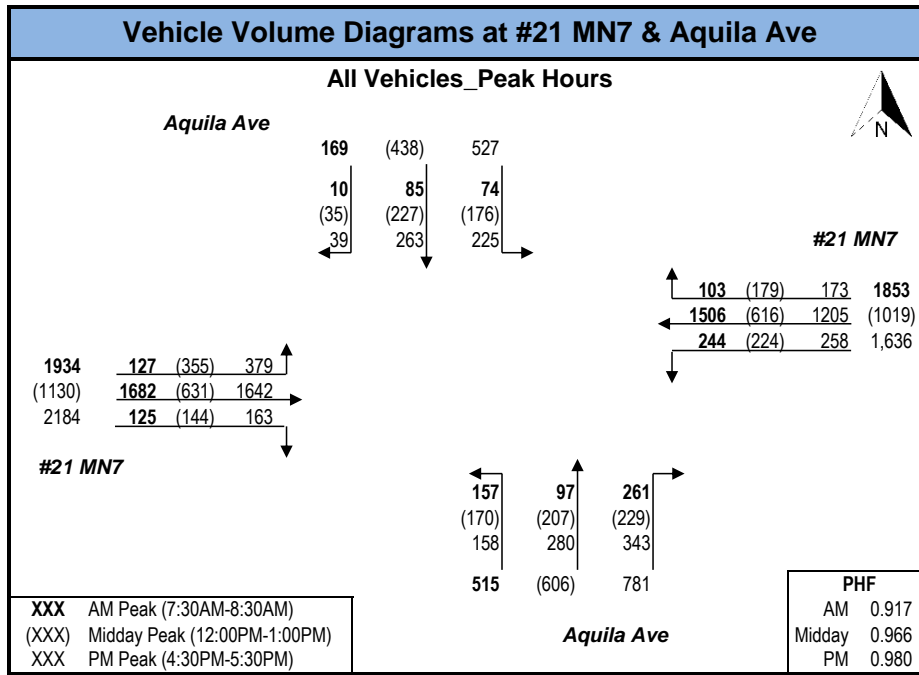 Vehicle Volume Diagrams at #21 MN7 & Aquila Ave
All Vehicles_Peak Hours
N
Aquila Ave
169 (438) 527
10 85 74
(35) (227) (176)
39 263 225
#21 MN7
103 (179) 173 1853
1506 (616) 1205 (1019)
244 (224) 258 1,636
1934 127 (355) 379
(1130) 1682 (631) 1642
2184 125 (144) 163
#21 MN7
157 97 261
(170) (207) (229)
158 280 343
515 (606) 781
Aquila Ave
XXX AM Peak (7:30AM-8:30AM)
(XXX) Midday Peak (12:00PM-1:00PM)
XXX PM Peak (4:30PM-5:30PM)
PHF
AM 0.917
Midday 0.966
PM 0.980